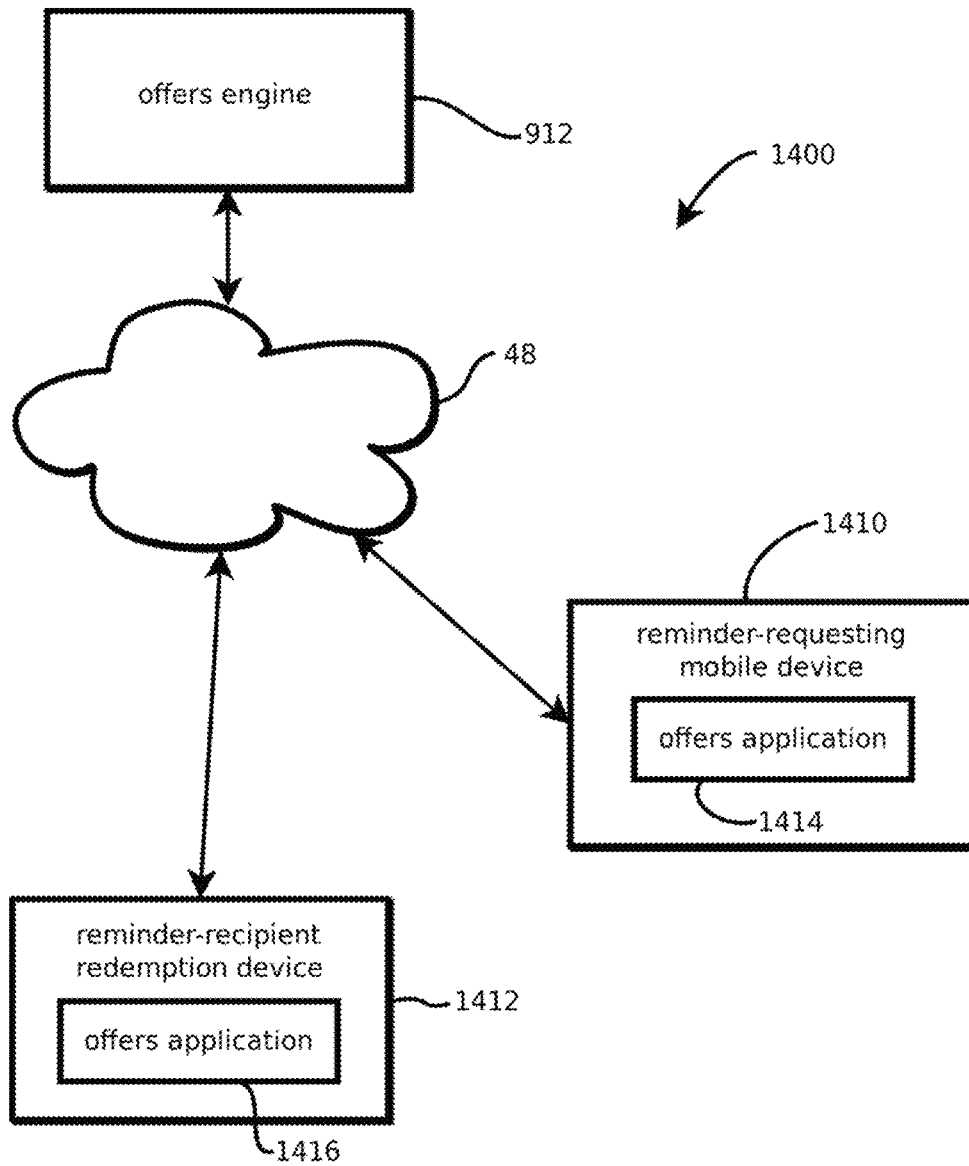 offers engine
912
1400
48
1410
reminder-requesting
mobile device
offers application
1414
reminder-recipient
redemption device
1412
offers application
1416